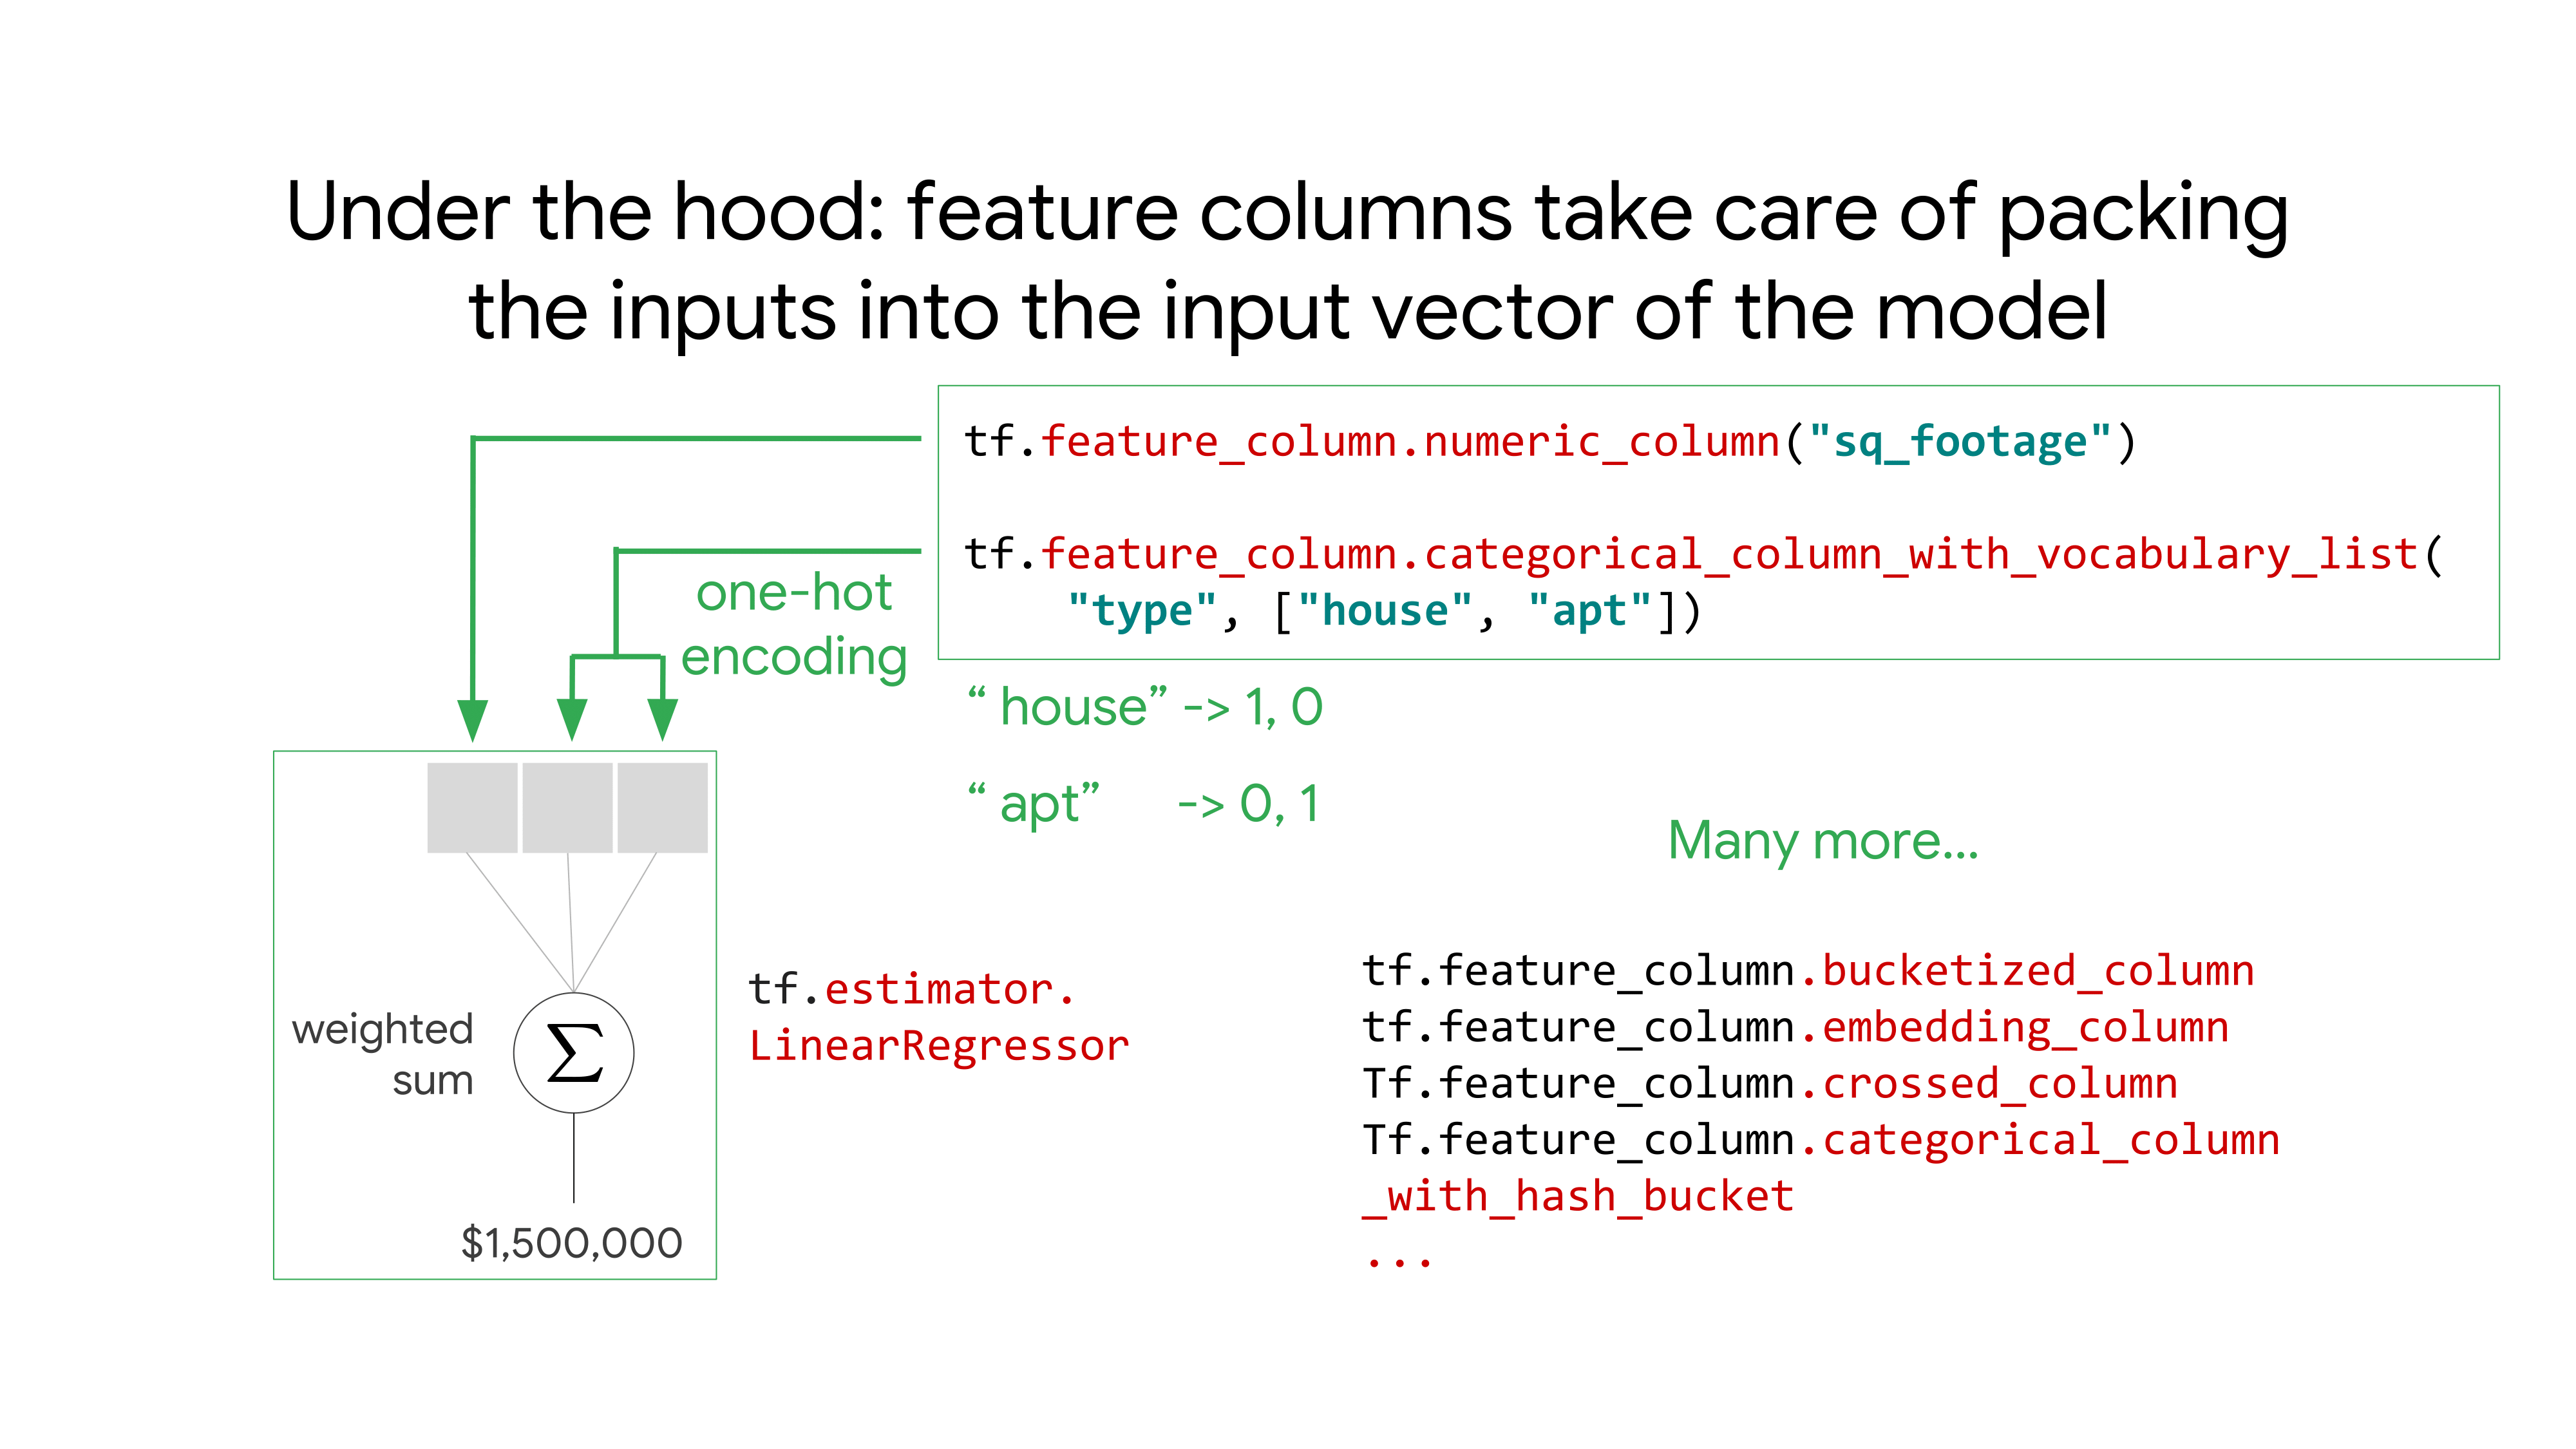 Under the hood: feature columns take care of packing
the inputs into the input vector of the model
tf.feature_column.numeric_column("sq_footage")
tf.feature_column.categorical_column_with_vocabulary_list(
"type", ["house", "apt"])
one-hot
encoding
“ house” -> 1, 0
“ apt” -> 0, 1
Many more...
tf.estimator.
LinearRegressor
weighted
sum
Σ
$1,500,000
tf.feature_column.bucketized_column
tf.feature_column.embedding_column
Tf.feature_column.crossed_column
Tf.feature_column.categorical_column
_with_hash_bucket
...